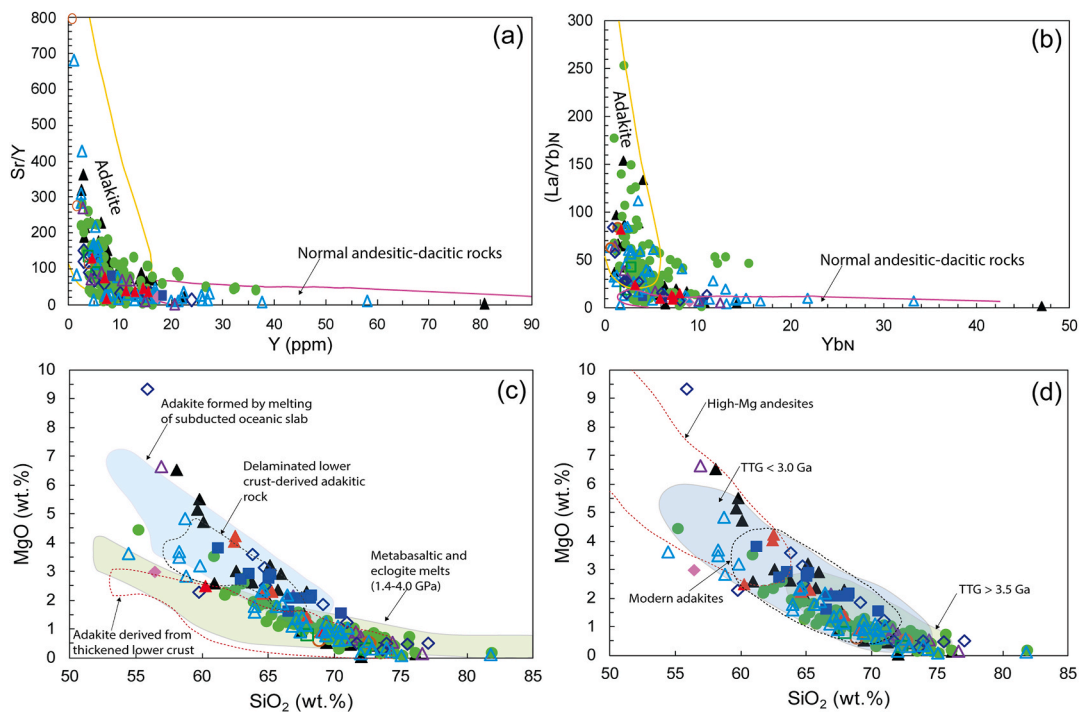 (a)
800
700
600
500
400
300
200
100
0
Sr/Y
Adakite
Normal andesitic-dacitic rocks
0 10 20 30 40 50 60 70 80 90
Y (ppm)
(b)
300
250
200
150
100
50
0
(La/Yb)N
Adakite
Normal andesitic-dacitic rocks
0 10 20 30 40 50
YbN
(c)
10
9
8
7
6
5
4
3
2
1
0
MgO (wt.%)
Adakite formed by melting
of subducted oceanic slab
Delaminated lower
crust-derived adakitic
rock
Metabasaltic and
eclogite melts
(1.4-4.0 GPa)
Adakite derived from
thickened lower crust
50 55 60 65 70 75 80 85
SiO2 (wt.%)
(d)
10
9
8
7
6
5
4
3
2
1
0
MgO (wt.%)
High-Mg andesites
TTG < 3.0 Ga
Modern adakites
TTG > 3.5 Ga
50 55 60 65 70 75 80 85
SiO2 (wt.%)